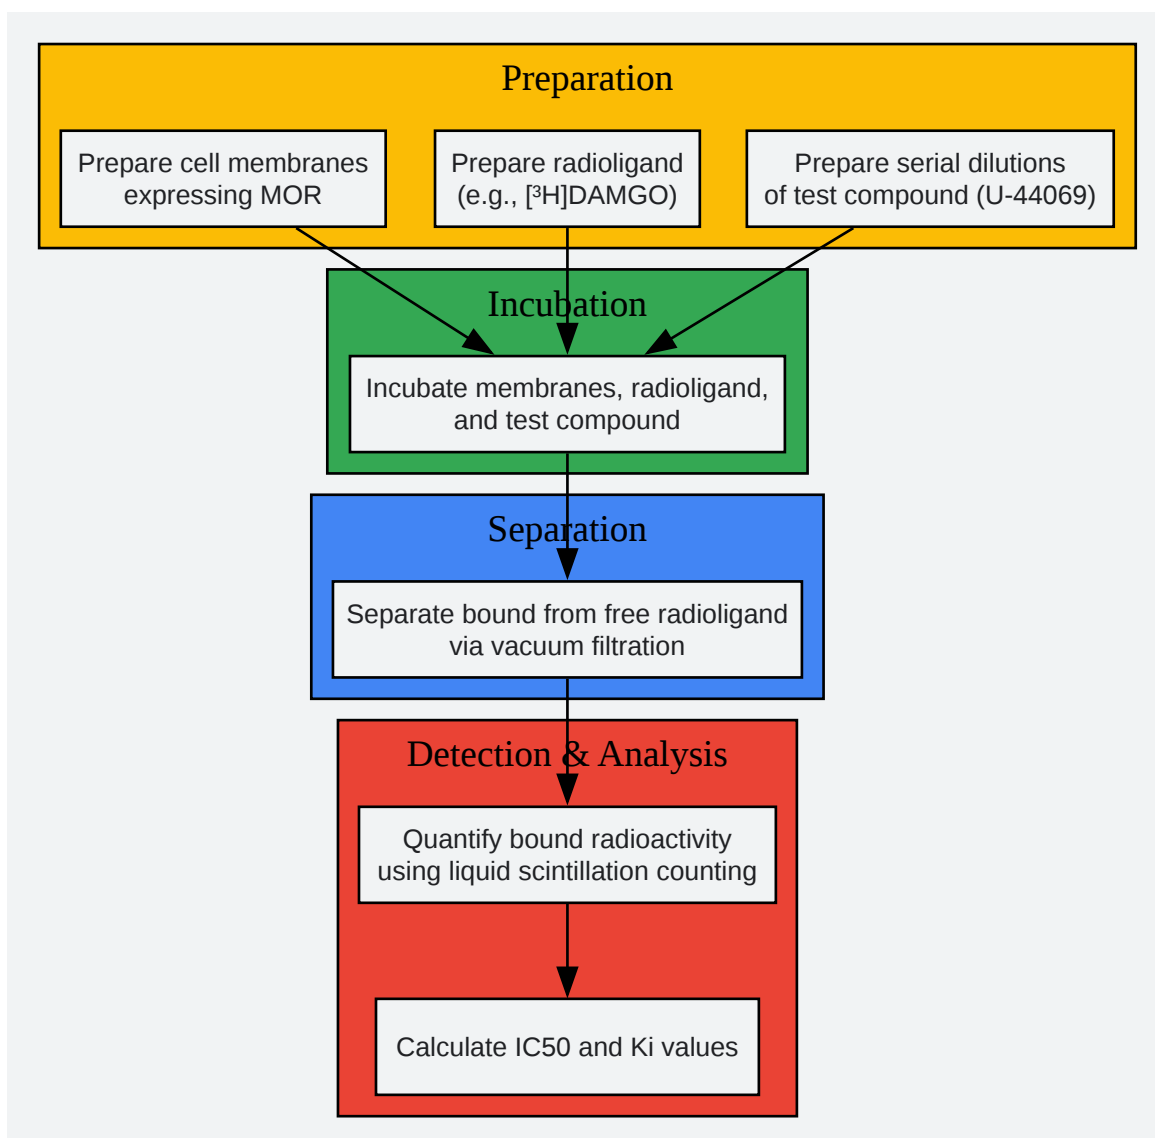 Preparation
Prepare cell membranes
expressing MOR
Prepare radioligand
(e.g., [³H]DAMGO)
Prepare serial dilutions
of test compound (U-44069)
Incubation
Incubate membranes, radioligand,
and test compound
Separation
Separate bound from free radioligand
via vacuum filtration
Detection & Analysis
Quantify bound radioactivity
using liquid scintillation counting
Calculate IC50 and Ki values